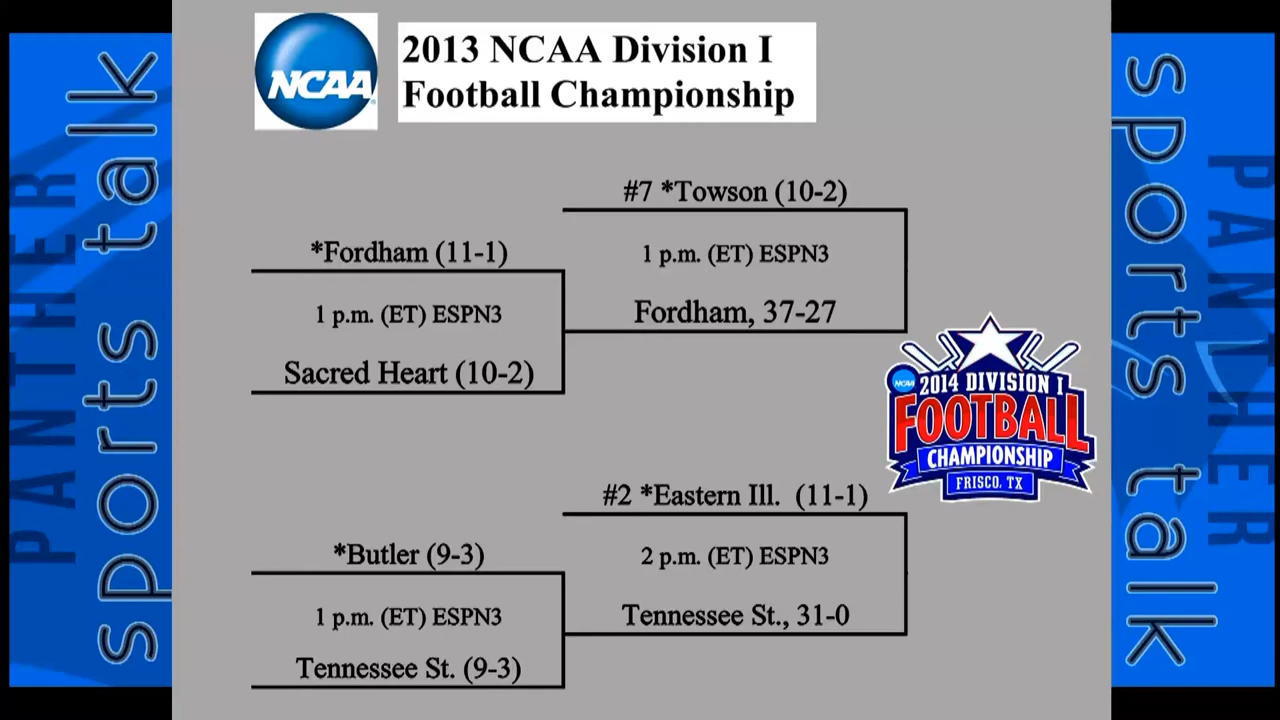 NCAA
2013 NCAA Division I
Football Championship
#7 *Towson (10-2)
*Fordham (11-1)
1 p.m. (ET) ESPN3
1 p.m. (ET) ESPN3
Fordham, 37-27
Sacred Heart (10-2)
NCAA
2014 DIVISION I
FOOTBALL
CHAMPIONSHIP
FRISCO, TX
#2 *Eastern Ill. (11-1)
*Butler (9-3)
2 p.m. (ET) ESPN3
1 p.m. (ET) ESPN3
Tennessee St., 31-0
Tennessee St. (9-3)
PANTHER
sports talk
sports talk
PANTHER